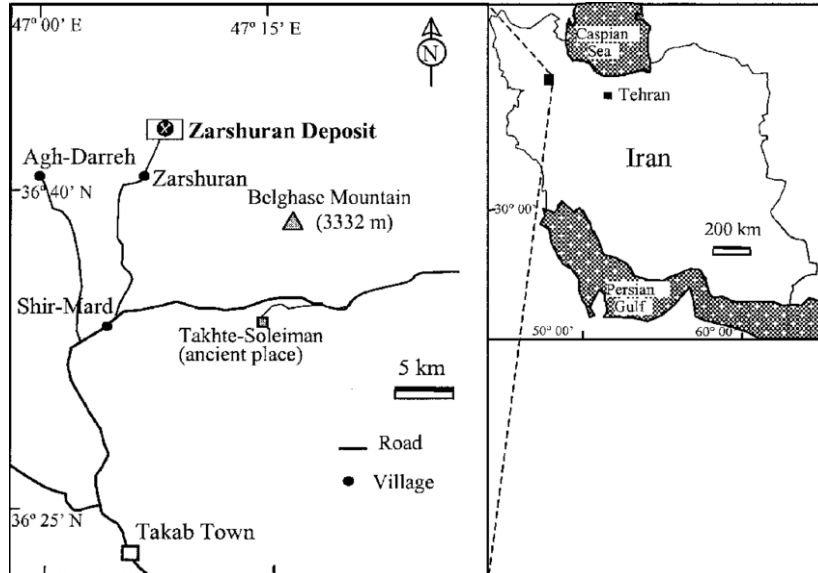 47° 00'
47° 15'
N
Zarshuran Deposit
Agh-Darreh
Zarshuran
36° 40' N
Belghase Mountain
(3332 m)
Shir-Mard
Takhte-Soleiman
(ancient place)
5 km
Road
Village
36° 25' N
Takab Town
Caspian
Sea
Tehran
Iran
30° 00'
200 km
Persian
Gulf
50° 00'
60° 00'